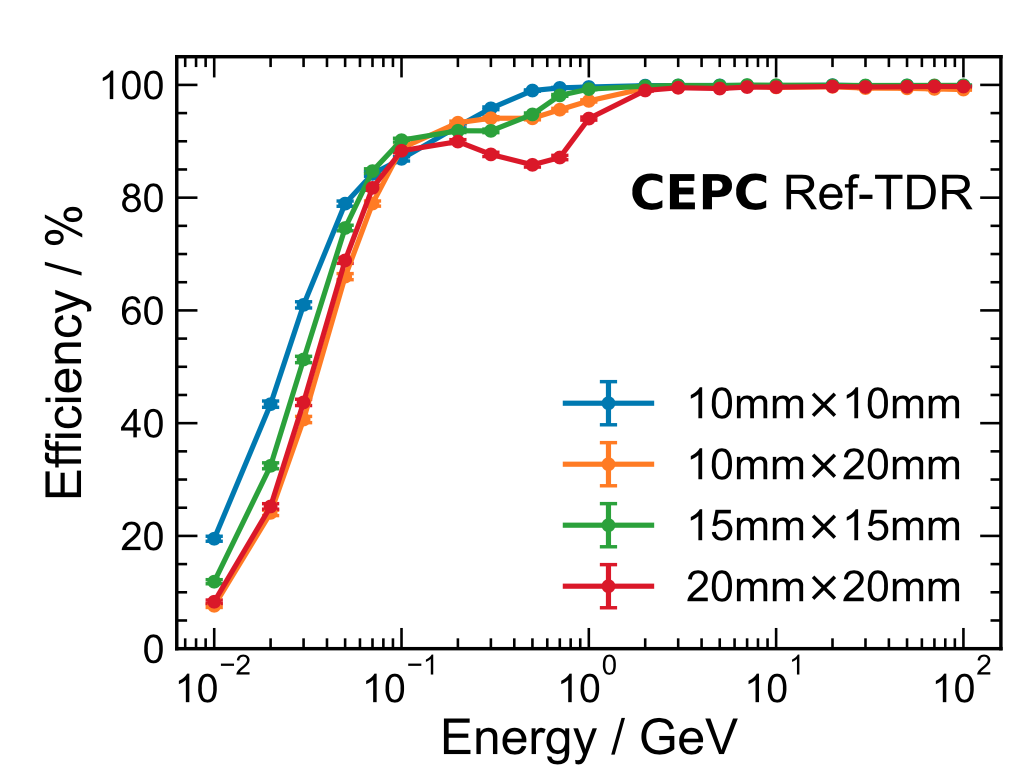 100
80
60
40
20
0
Efficiency / %
CEPC Ref-TDR
10mm×10mm
10mm×20mm
15mm×15mm
20mm×20mm
10⁻² 10⁻¹ 10⁰ 10¹ 10²
Energy / GeV